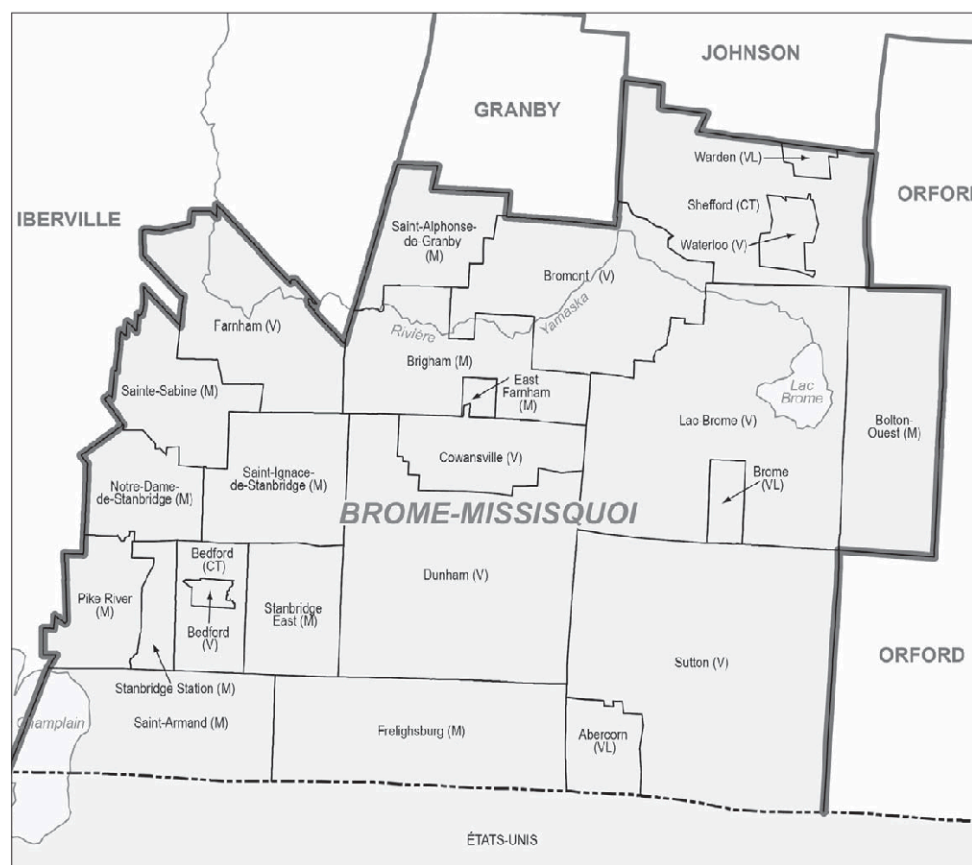 JOHNSON
GRANBY
Warden (VL)
ORFORD
IBERVILLE
Shefford (CT)
Saint-Alphonse-
de-Granby
(M)
Waterloo (V)
Bromont (V)
Farnham (V)
Rivière
Yamaska
Brigham (M)
East
Farnham
(M)
Sainte-Sabine (M)
Lac
Brome
Lac Brome (V)
Bolton-
Ouest (M)
Cowansville (V)
Saint-Ignace-
de-Stanbridge (M)
Notre-Dame-
de-Stanbridge (M)
Brome
(VL)
BROME-MISSISQUOI
Bedford
(CT)
Dunham (V)
Pike River
(M)
Stanbridge
East (M)
Bedford
(V)
Sutton (V)
ORFORD
Stanbridge Station (M)
Champlain
Saint-Armand (M)
Frelighsburg (M)
Abercorn
(VL)
ÉTATS-UNIS